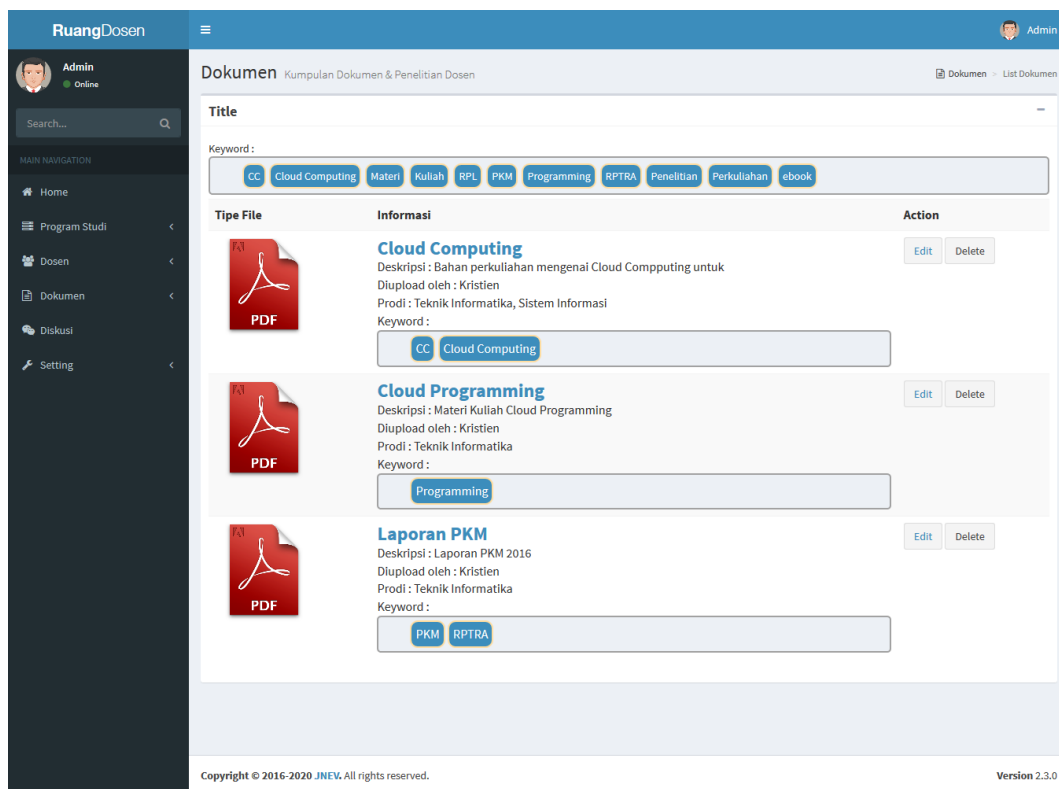 RuangDosen
Admin
Admin
Online
Search...
MAIN NAVIGATION
Home
Program Studi
Dosen
Dokumen
Diskusi
Setting
Dokumen Kumpulan Dokumen & Penelitian Dosen
Dokumen > List Dokumen
Title
Keyword :
CC Cloud Computing Materi Kuliah RPL PKM Programming RPTRA Penelitian Perkuliahan ebook
Tipe File Informasi Action
PDF
Cloud Computing
Deskripsi : Bahan perkuliahan mengenai Cloud Compputing untuk
Diupload oleh : Kristien
Prodi : Teknik Informatika, Sistem Informasi
Keyword :
CC Cloud Computing
Edit Delete
PDF
Cloud Programming
Deskripsi : Materi Kuliah Cloud Programming
Diupload oleh : Kristien
Prodi : Teknik Informatika
Keyword :
Programming
Edit Delete
PDF
Laporan PKM
Deskripsi : Laporan PKM 2016
Diupload oleh : Kristien
Prodi : Teknik Informatika
Keyword :
PKM RPTRA
Edit Delete
Copyright © 2016-2020 JNEV. All rights reserved.
Version 2.3.0